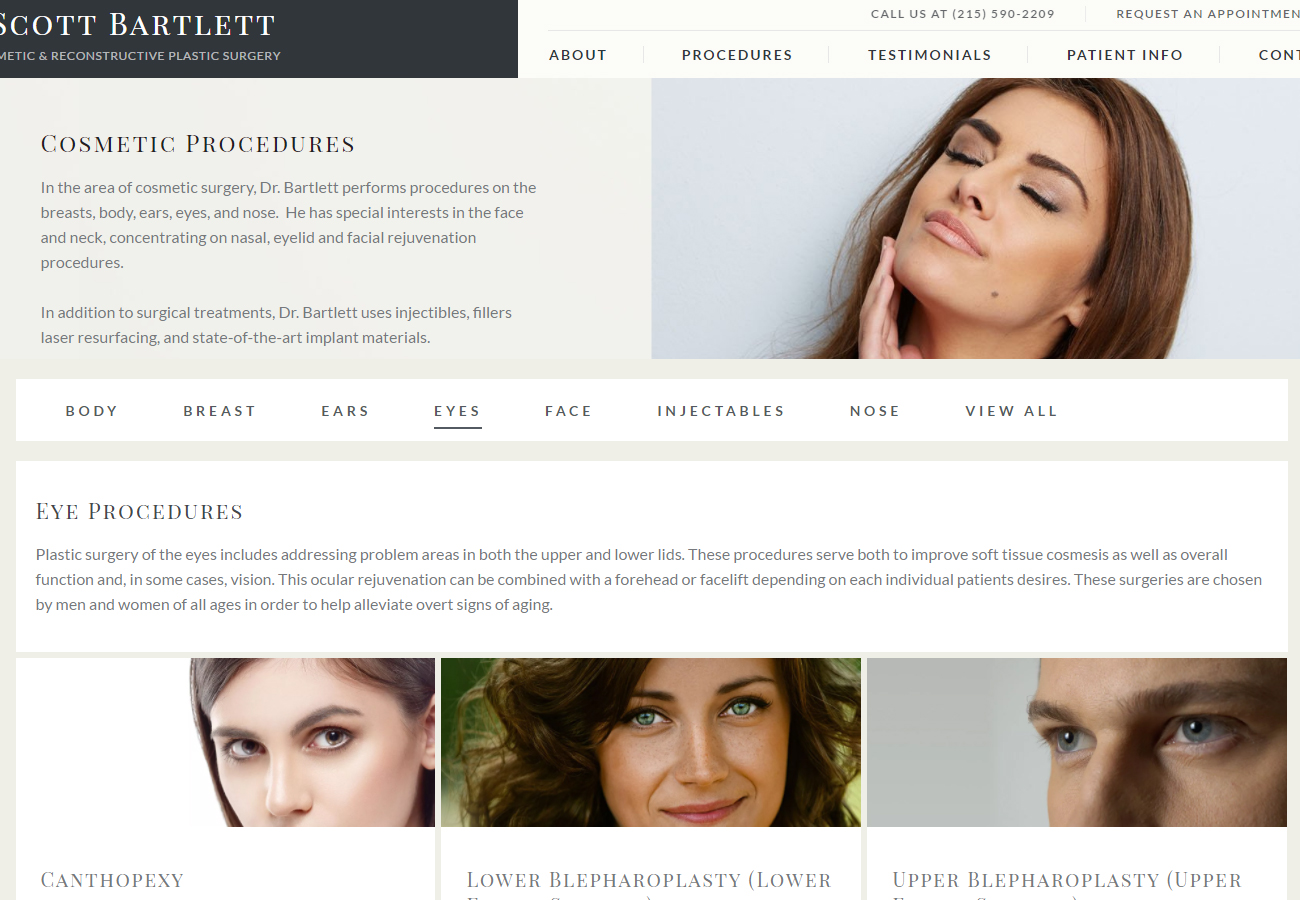 Scott Bartlett
METIC & RECONSTRUCTIVE PLASTIC SURGERY
CALL US AT (215) 590-2209
REQUEST AN APPOINTMEN
ABOUT
PROCEDURES
TESTIMONIALS
PATIENT INFO
CONT
Cosmetic Procedures
In the area of cosmetic surgery, Dr. Bartlett performs procedures on the
breasts, body, ears, eyes, and nose.  He has special interests in the face
and neck, concentrating on nasal, eyelid and facial rejuvenation
procedures.
In addition to surgical treatments, Dr. Bartlett uses injectibles, fillers
laser resurfacing, and state-of-the-art implant materials.
BODY
BREAST
EARS
EYES
FACE
INJECTABLES
NOSE
VIEW ALL
Eye Procedures
Plastic surgery of the eyes includes addressing problem areas in both the upper and lower lids. These procedures serve both to improve soft tissue cosmesis as well as overall
function and, in some cases, vision. This ocular rejuvenation can be combined with a forehead or facelift depending on each individual patients desires. These surgeries are chosen
by men and women of all ages in order to help alleviate overt signs of aging.
Canthopexy
Lower Blepharoplasty (Lower
Upper Blepharoplasty (Upper